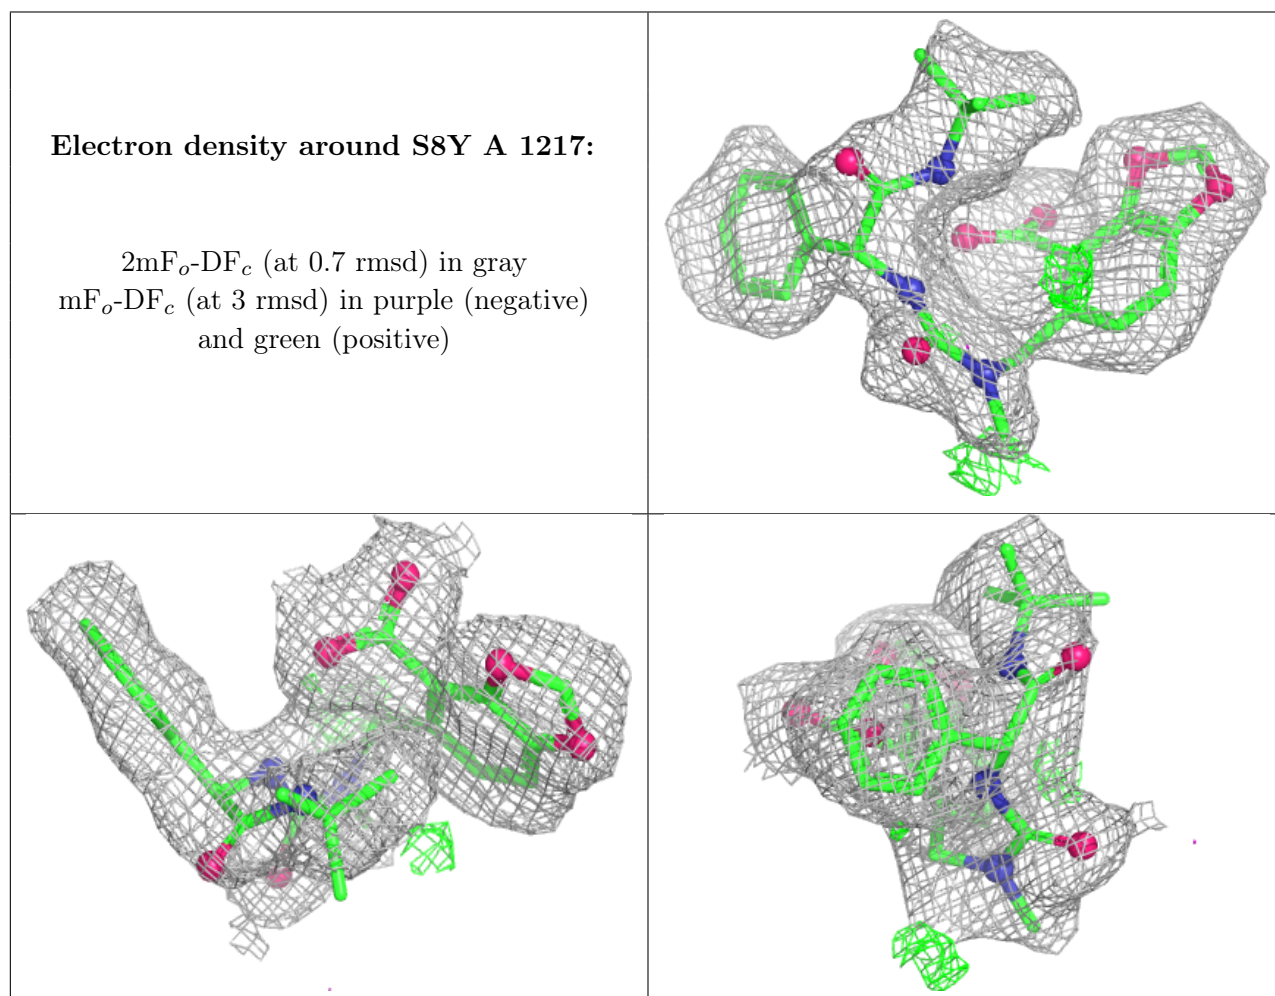 Electron density around S8Y A 1217:
2mFo-DFc (at 0.7 rmsd) in gray
mFo-DFc (at 3 rmsd) in purple (negative)
and green (positive)